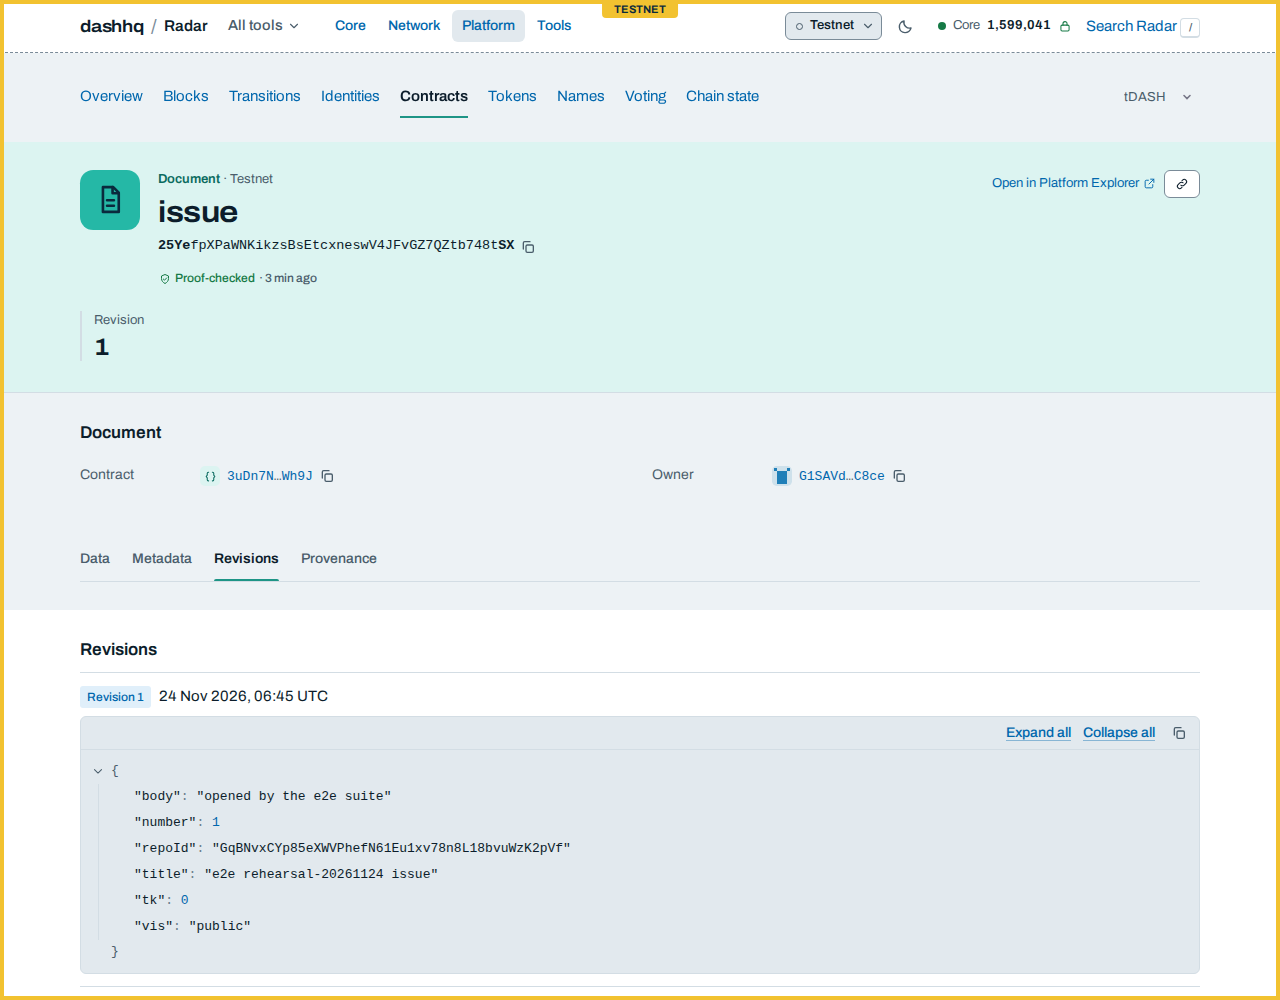 TESTNET
dashhq / Radar All tools Core Network Platform Tools Testnet Core 1,599,041 Search Radar /
Overview Blocks Transitions Identities Contracts Tokens Names Voting Chain state tDASH
Document · Testnet
Open in Platform Explorer
issue
25YefpXPaWNKikzsBsEtcxneswV4JFvGZ7QZtb748tSX
Proof-checked · 3 min ago
Revision
1
Document
Contract {} 3uDn7N…Wh9J Owner G1SAVd…C8ce
Data Metadata Revisions Provenance
Revisions
Revision 1 24 Nov 2026, 06:45 UTC
Expand all Collapse all
{
"body": "opened by the e2e suite"
"number": 1
"repoId": "GqBNvxCYp85eXWVPhefN61Eu1xv78n8L18bvuWzK2pVf"
"title": "e2e rehearsal-20261124 issue"
"tk": 0
"vis": "public"
}